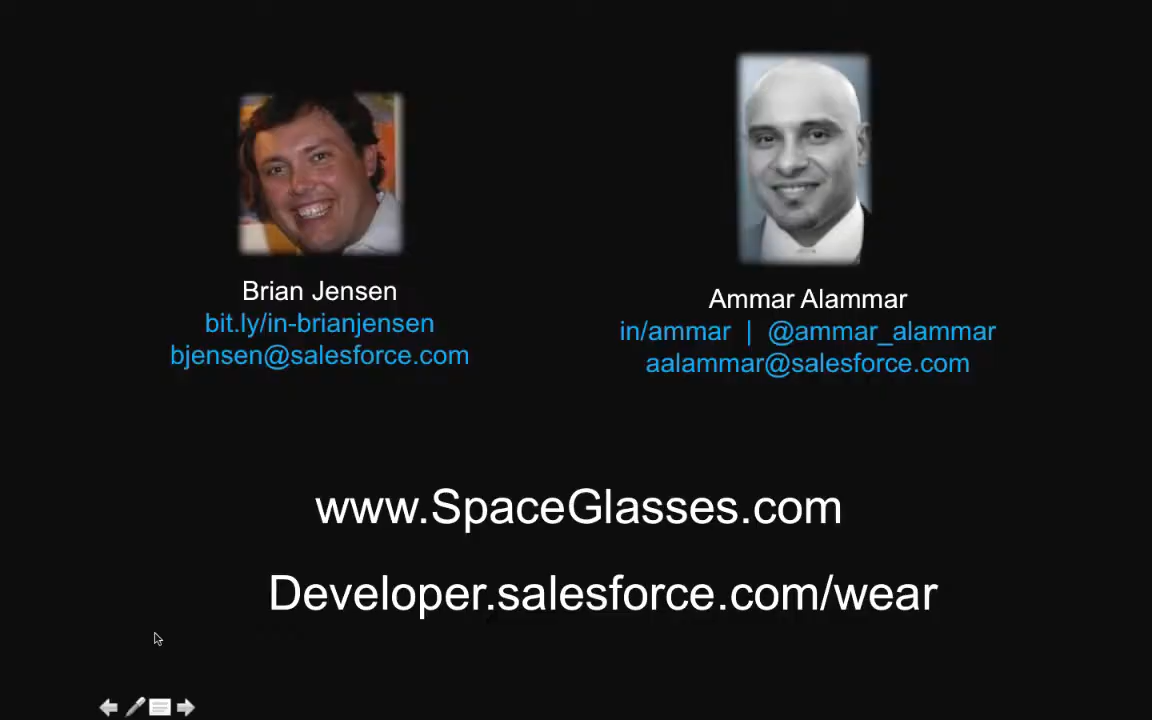 Brian Jensen
bit.ly/in-brianjensen
bjensen@salesforce.com
Ammar Alammar
in/ammar | @ammar_alammar
aalammar@salesforce.com
www.SpaceGlasses.com
Developer.salesforce.com/wear